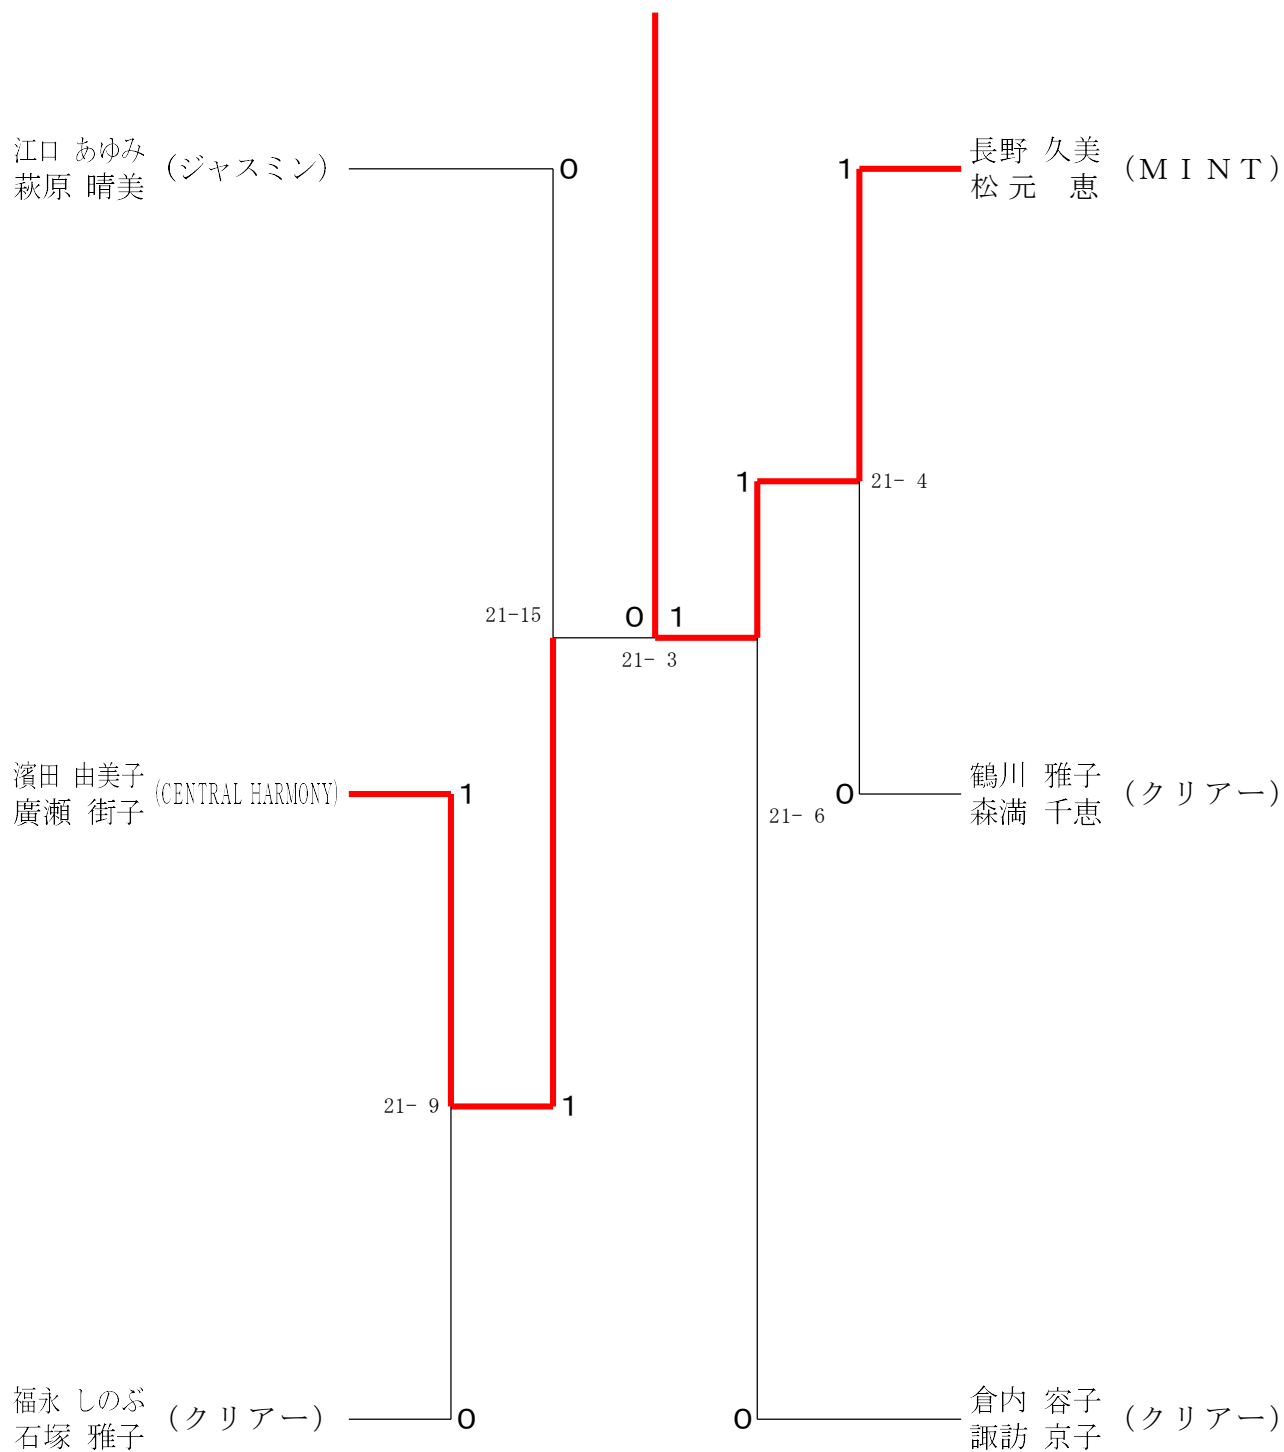 江口 あゆみ
萩原 晴美
(ジャスミン)
0
1
長野 久美
松元 恵
(ＭＩＮＴ)
1
21- 4
21-15
0 1
21- 3
濱田 由美子
廣瀬 街子
(CENTRAL HARMONY)
1
21- 6
0
鶴川 雅子
森満 千恵
(クリアー)
21- 9
1
福永 しのぶ
石塚 雅子
(クリアー)
0
0
倉内 容子
諏訪 京子
(クリアー)